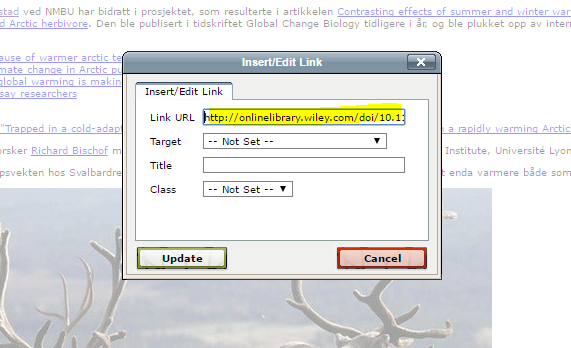 stad ved NMBU har bidratt i prosjektet, som resulterte i artikkelen Contrasting effects of summer and winter war
d Arctic herbivore. Den ble publisert i tidskriftet Global Change Biology tidligere i år, og ble plukket opp av inter
Insert/Edit Link
ause of warmer arctic te
mate change in Arctic pu
global warming is makin
say researchers
Insert/Edit Link
Link URL http://onlinelibrary.wiley.com/doi/10.11
"Trapped in a cold-adap a rapidly warming Arctic
Target -- Not Set --
orsker Richard Bischof m Institute, Université Lyon
Title
psvekten hos Svalbardre t enda varmere både som
Class -- Not Set --
Update Cancel